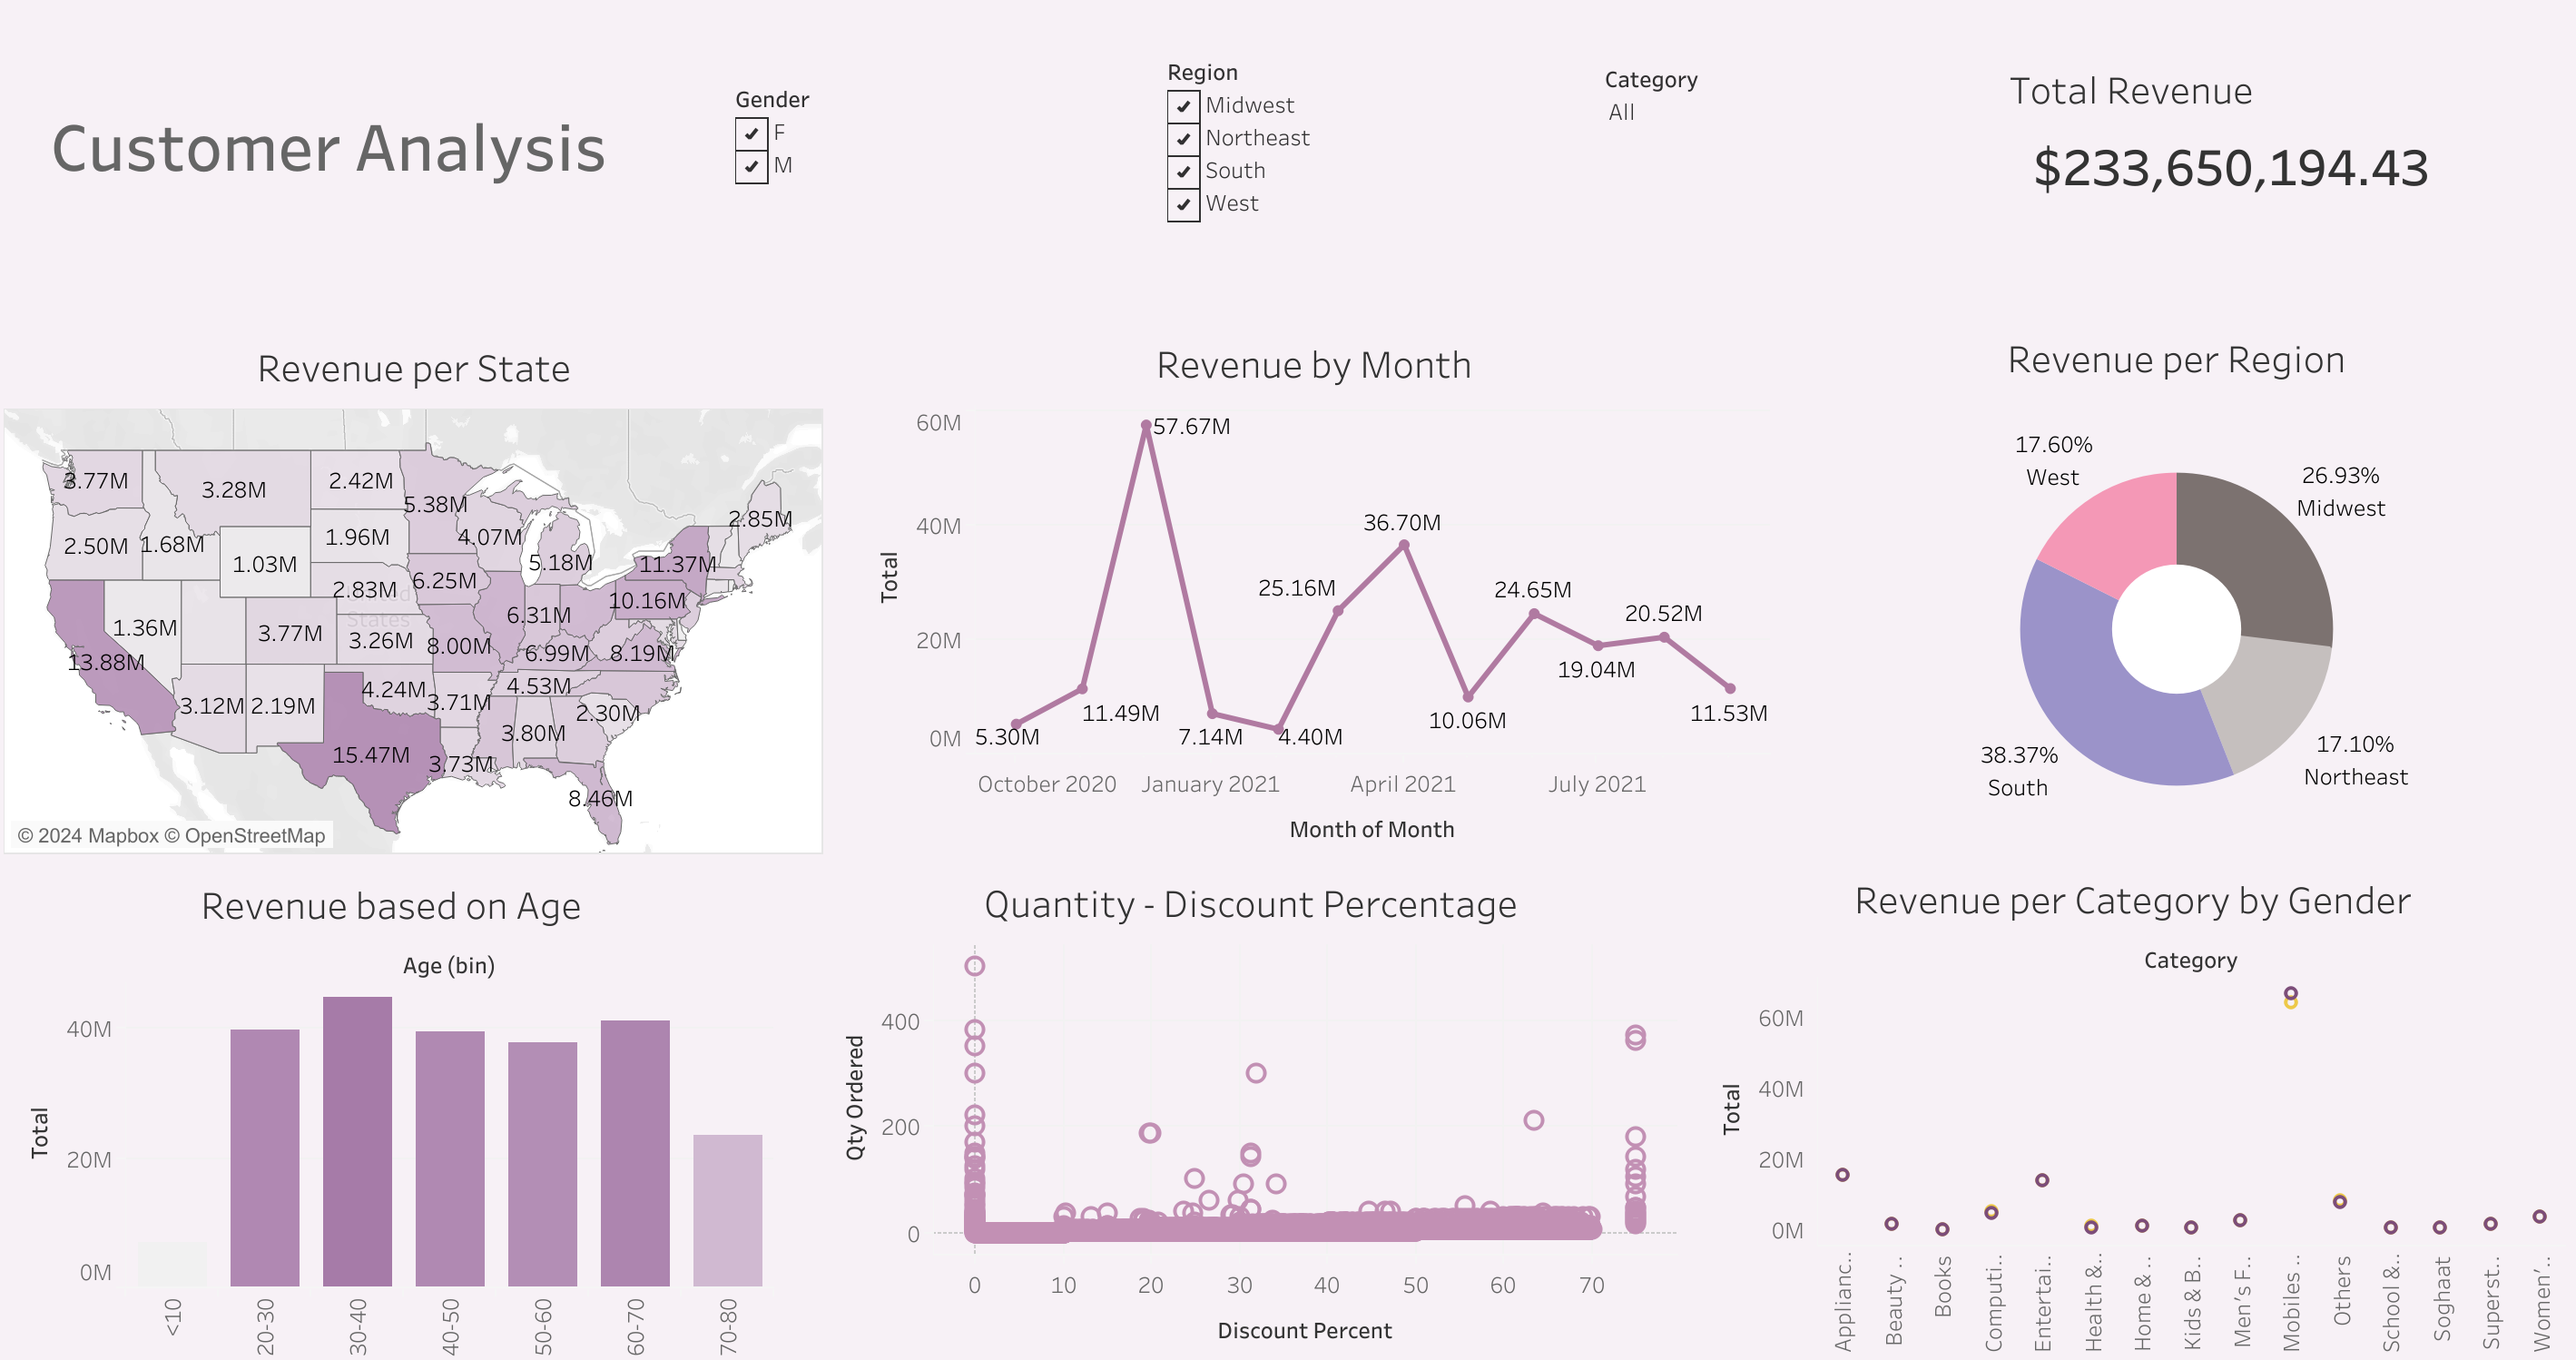 Customer Analysis
Gender
F
M
Region
Midwest
Northeast
South
West
Category
All
Total Revenue
$233,650,194.43
Revenue per State
3.77M
3.28M
2.42M
5.38M
2.85M
2.50M
1.68M
1.03M
1.96M
4.07M
5.18M
11.37M
2.83M
6.25M
10.16M
United
States
1.36M
3.77M
3.26M
6.31M
8.00M
6.99M
8.19M
13.88M
3.12M
2.19M
4.24M
3.71M
4.53M
2.30M
3.80M
15.47M
3.73M
8.46M
© 2024 Mapbox © OpenStreetMap
Revenue by Month
Total
60M
40M
20M
0M
5.30M
11.49M
57.67M
7.14M
4.40M
25.16M
36.70M
10.06M
24.65M
19.04M
20.52M
11.53M
October 2020
January 2021
April 2021
July 2021
Month of Month
Revenue per Region
17.60%
West
26.93%
Midwest
38.37%
South
17.10%
Northeast
Revenue based on Age
Age (bin)
Total
40M
20M
0M
<10
20-30
30-40
40-50
50-60
60-70
70-80
Quantity - Discount Percentage
Qty Ordered
400
200
0
0
10
20
30
40
50
60
70
Discount Percent
Revenue per Category by Gender
Category
Total
60M
40M
20M
0M
Applianc..
Beauty ..
Books
Computi..
Entertai..
Health &..
Home & ..
Kids & B..
Men's F..
Mobiles ..
Others
School &..
Soghaat
Superst..
Women'..